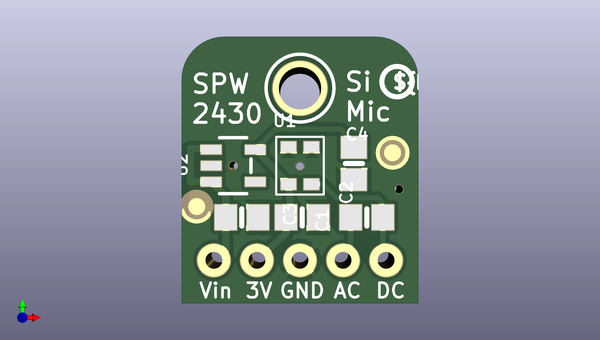 SPW Si
2430 Mic
U1
C4
U2
C2
C3 C1
Vin 3V GND AC DC